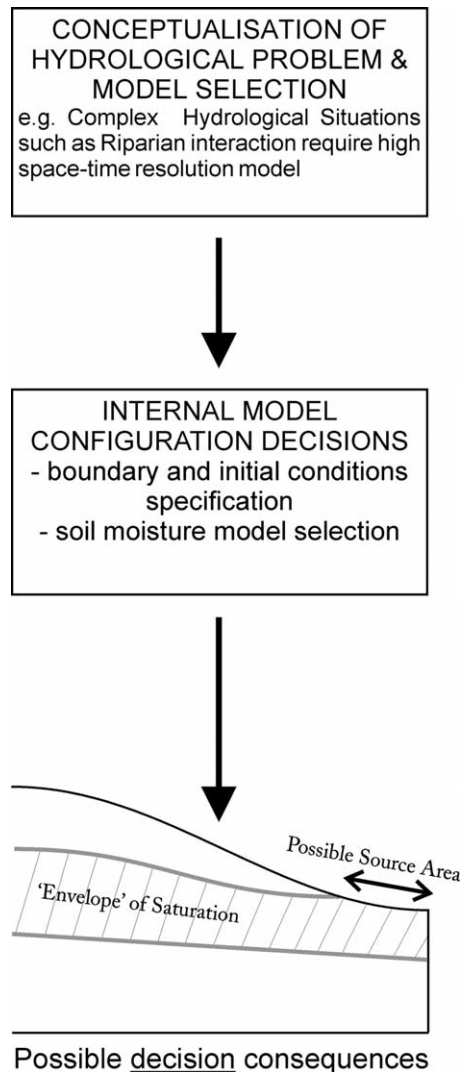 CONCEPTUALISATION OF
HYDROLOGICAL PROBLEM &
MODEL SELECTION
e.g. Complex Hydrological Situations
such as Riparian interaction require high
space-time resolution model
INTERNAL MODEL
CONFIGURATION DECISIONS
- boundary and initial conditions
specification
- soil moisture model selection
Possible Source Area
'Envelope' of Saturation
Possible decision consequences